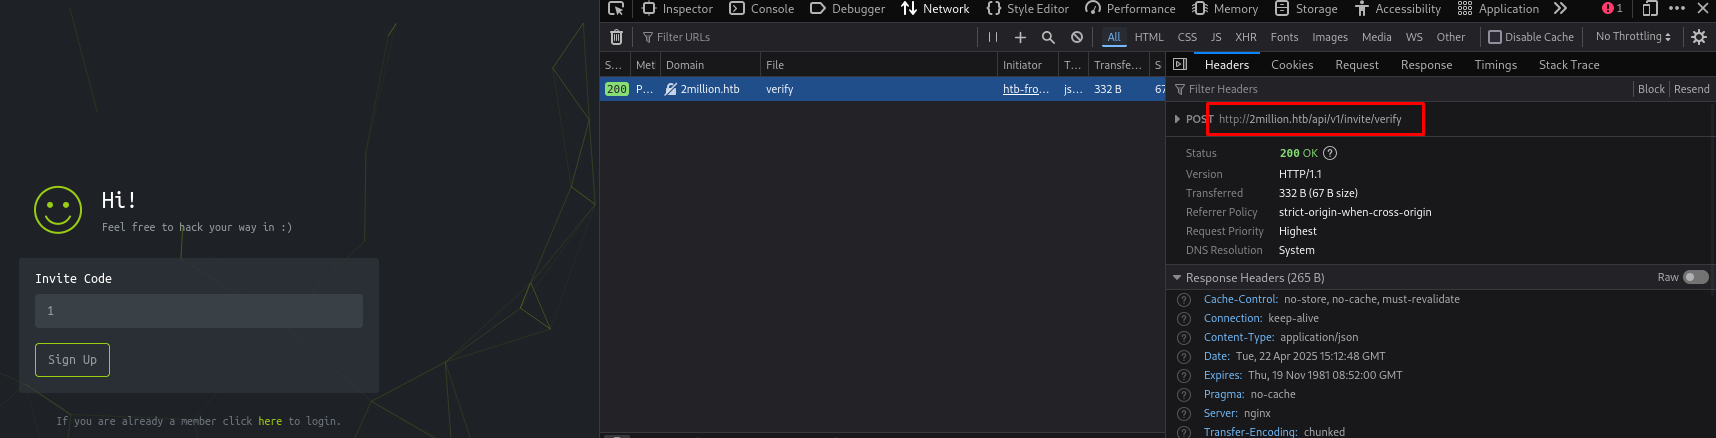 Hi!
Feel free to hack your way in :)
Invite Code
1
Sign Up
If you are already a member click here to login.
Inspector Console Debugger Network Style Editor Performance Memory Storage Accessibility Application 1
Filter URLs All HTML CSS JS XHR Fonts Images Media WS Other Disable Cache No Throttling
S... Met Domain File Initiator T... Transfe... S
200 P... 2million.htb verify htb-fro... js... 332 B 67
Headers Cookies Request Response Timings Stack Trace
Filter Headers Block Resend
POST http://2million.htb/api/v1/invite/verify
Status 200 OK
Version HTTP/1.1
Transferred 332 B (67 B size)
Referrer Policy strict-origin-when-cross-origin
Request Priority Highest
DNS Resolution System
Response Headers (265 B) Raw
Cache-Control: no-store, no-cache, must-revalidate
Connection: keep-alive
Content-Type: application/json
Date: Tue, 22 Apr 2025 15:12:48 GMT
Expires: Thu, 19 Nov 1981 08:52:00 GMT
Pragma: no-cache
Server: nginx
Transfer-Encoding: chunked